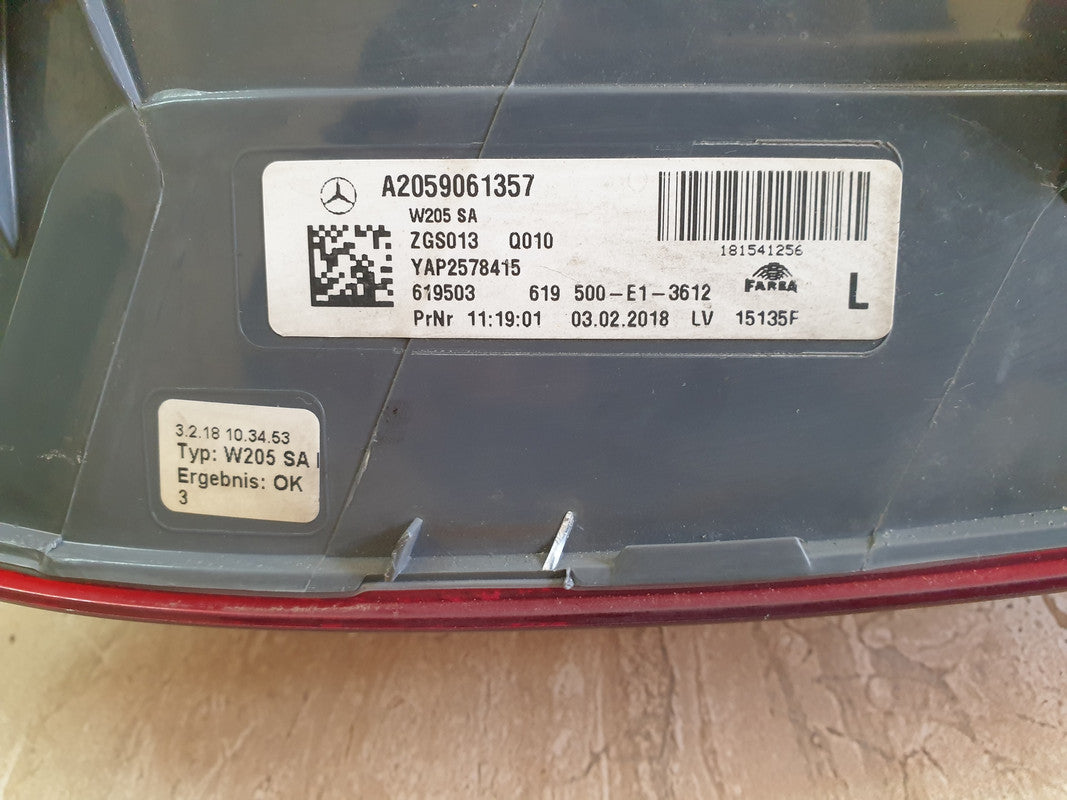 A2059061357
W205 SA
ZGS013 Q010
YAP2578415
619503 619 500-E1-3612
PrNr 11:19:01 03.02.2018 LV 15135F
181541256
FARBA
L
3.2.18 10.34.53
Typ: W205 SA
Ergebnis: OK
3